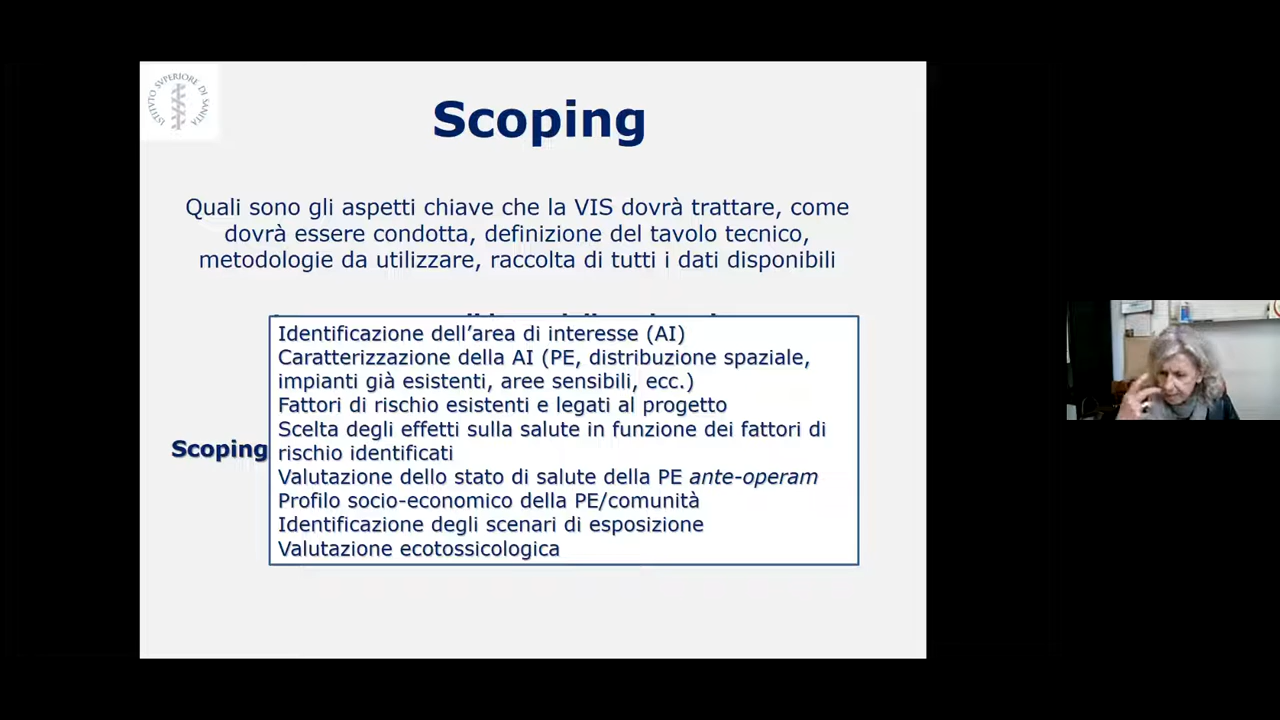 ISTITVTO SVPERIORE DI SANITÀ
Scoping
Quali sono gli aspetti chiave che la VIS dovrà trattare, come
dovrà essere condotta, definizione del tavolo tecnico,
metodologie da utilizzare, raccolta di tutti i dati disponibili
Identificazione dell’area di interesse (AI)
Caratterizzazione della AI (PE, distribuzione spaziale,
impianti già esistenti, aree sensibili, ecc.)
Fattori di rischio esistenti e legati al progetto
Scelta degli effetti sulla salute in funzione dei fattori di
rischio identificati
Scoping
Valutazione dello stato di salute della PE ante-operam
Profilo socio-economico della PE/comunità
Identificazione degli scenari di esposizione
Valutazione ecotossicologica